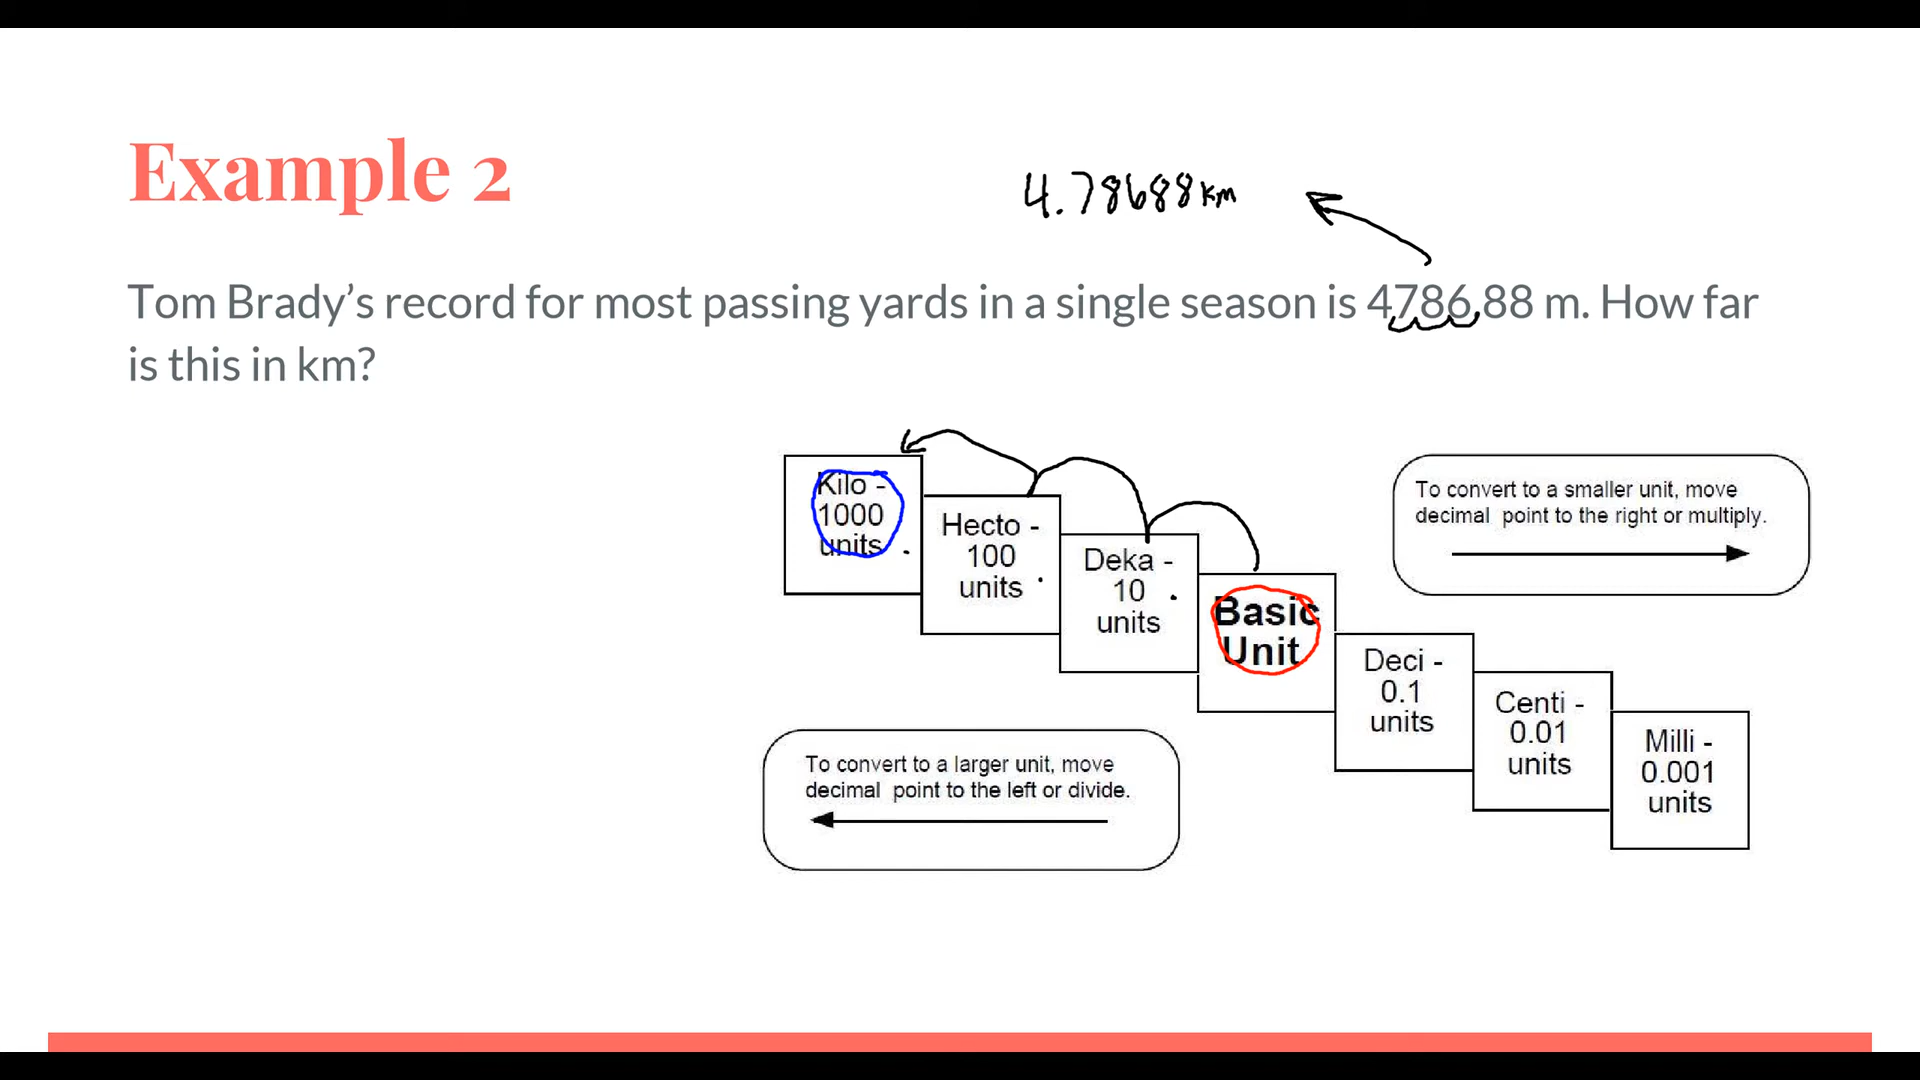 Example 2
4.78688km
Tom Brady’s record for most passing yards in a single season is 4786.88 m. How far
is this in km?
Kilo -
1000
units
Hecto -
100
units
Deka -
10
units
Basic
Unit
Deci -
0.1
units
Centi -
0.01
units
Milli -
0.001
units
To convert to a smaller unit, move
decimal point to the right or multiply.
To convert to a larger unit, move
decimal point to the left or divide.